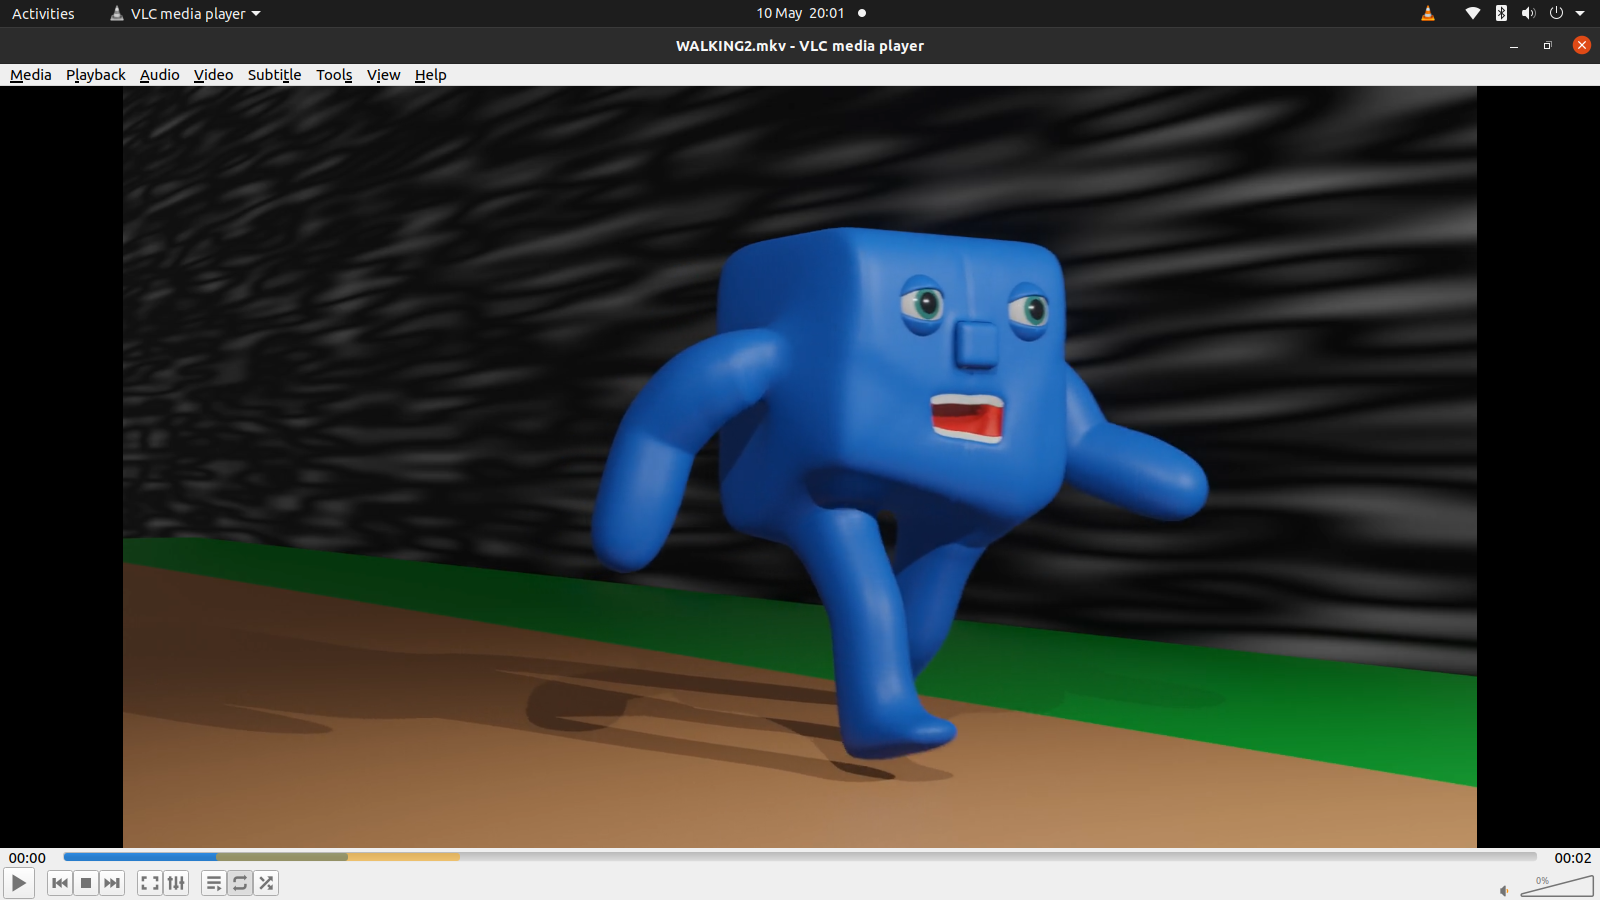 Activities VLC media player 10 May 20:01
WALKING2.mkv - VLC media player
Media Playback Audio Video Subtitle Tools View Help
00:00 00:02
0%